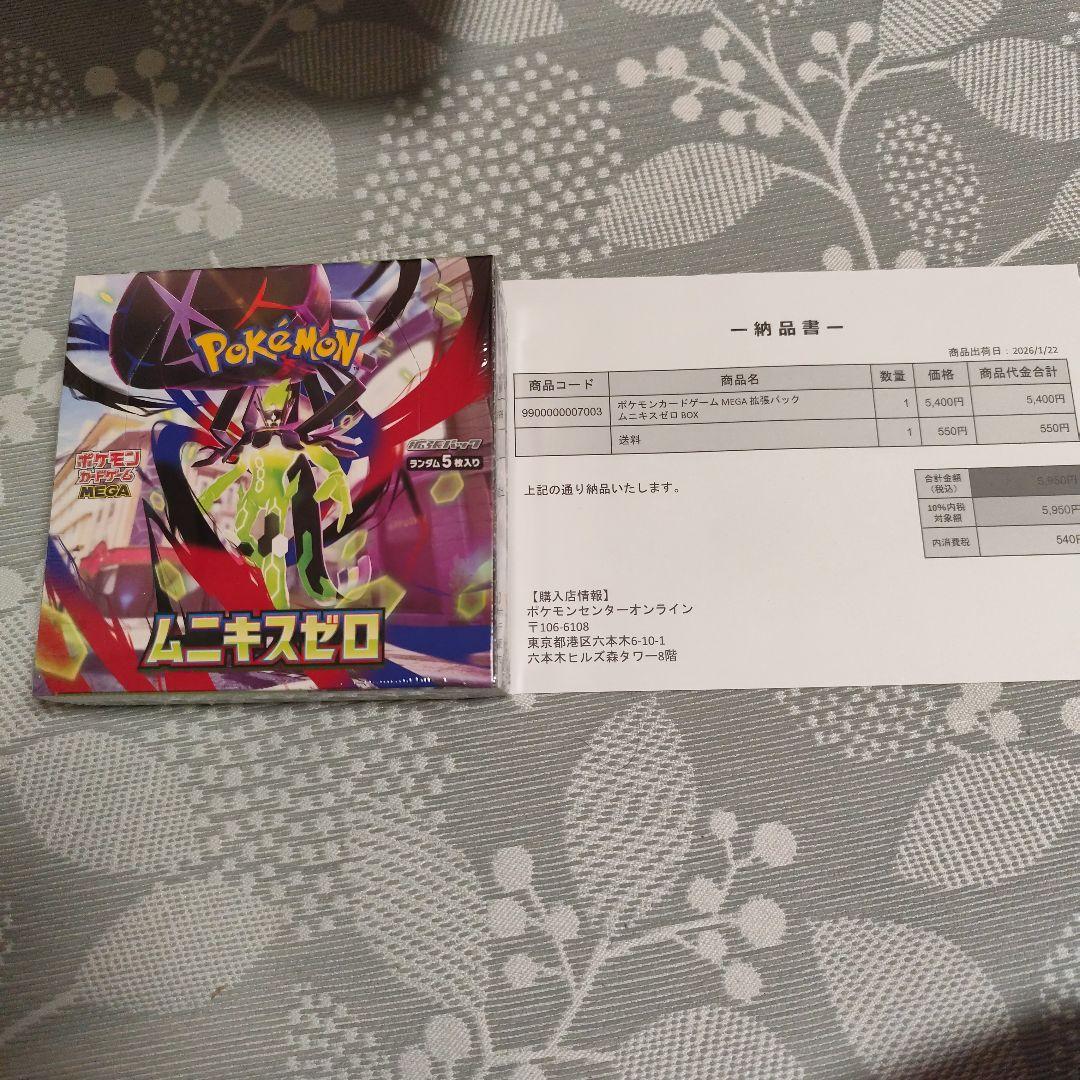 Pokémon
ポケモン
カードゲーム
MEGA
拡張パック
ランダム5枚入り
ムニキスゼロ
ー納品書ー
商品出荷日：2026/1/22
商品コード 商品名 数量 価格 商品代金合計
9900000007003 ポケモンカードゲーム MEGA 拡張パック
ムニキスゼロ BOX 1 5,400円 5,400円
送料 1 550円 550円
上記の通り納品いたします。
合計金額
（税込） 5,950円
10%内税
対象額 5,950円
内消費税 540円
【購入店情報】
ポケモンセンターオンライン
〒106-6108
東京都港区六本木6-10-1
六本木ヒルズ森タワー8階